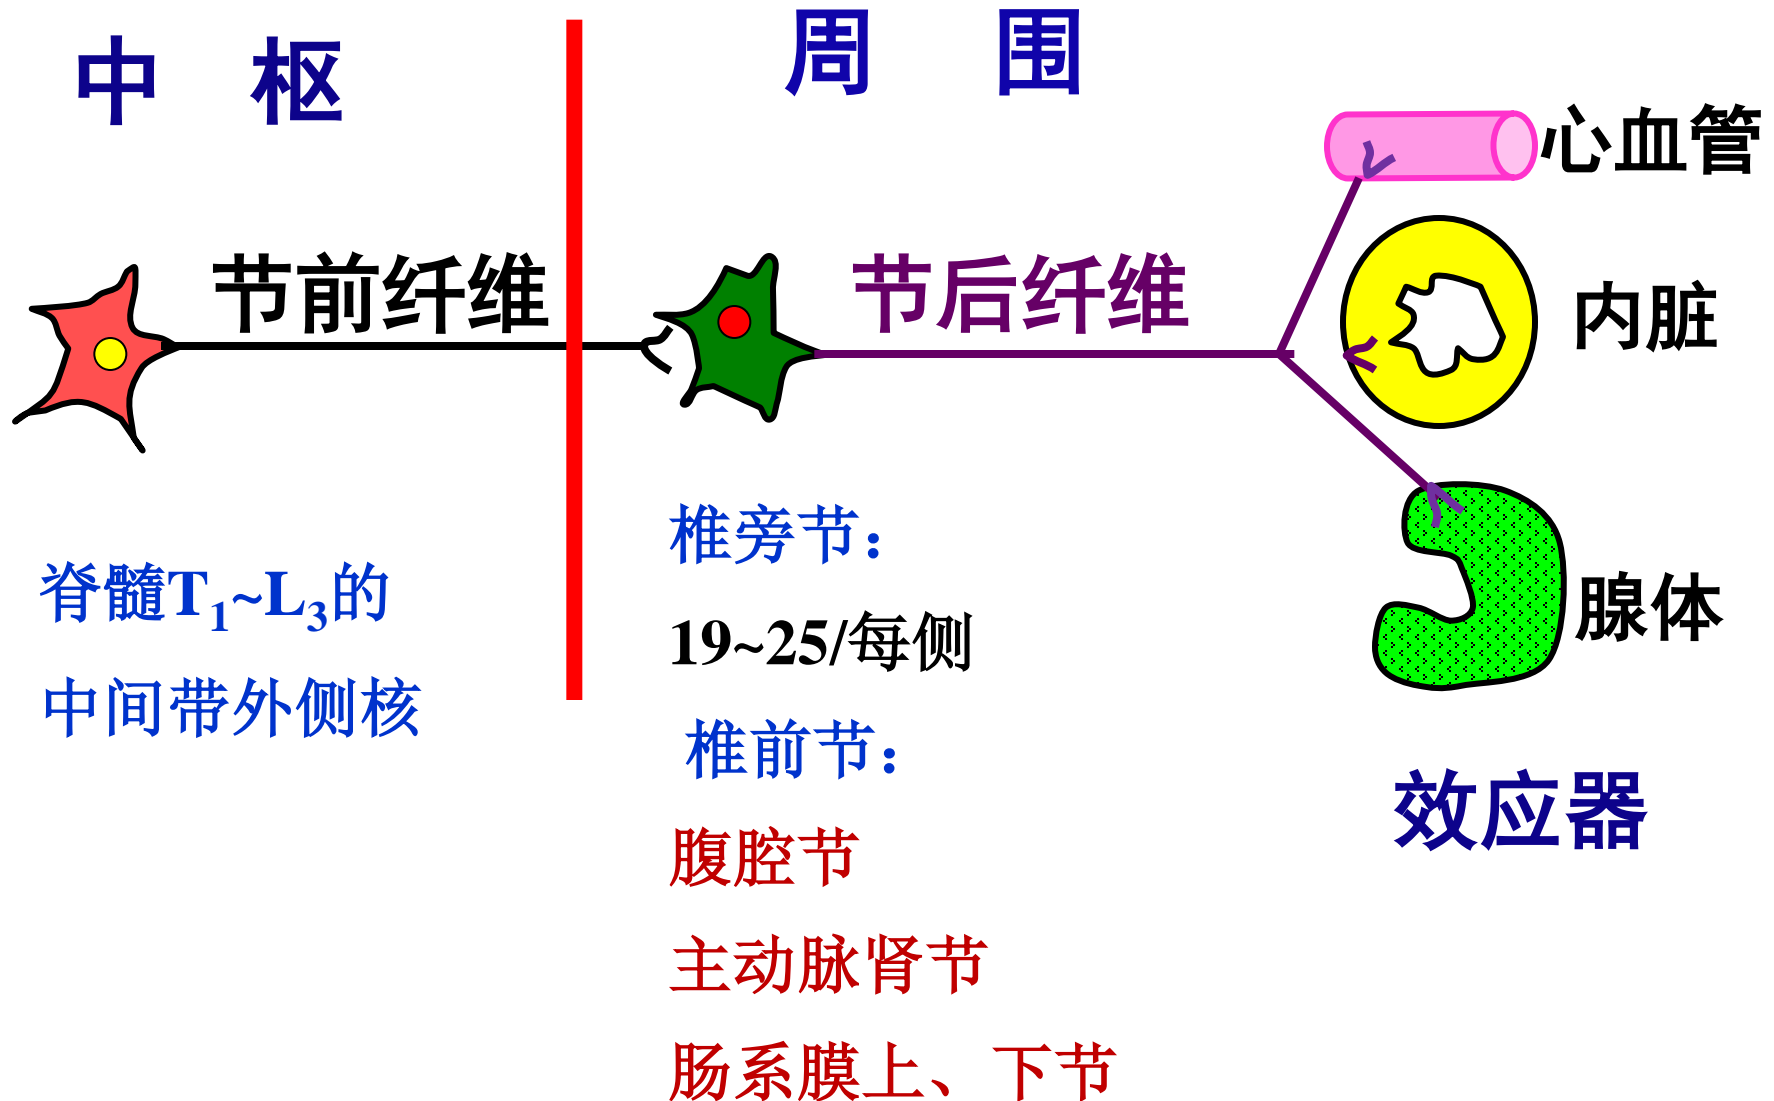 中 枢
周 围
心血管
节前纤维
节后纤维
内脏
椎旁节：
脊髓T₁~L₃的
腺体
19~25/每侧
中间带外侧核
椎前节：
效应器
腹腔节
主动脉肾节
肠系膜上、下节